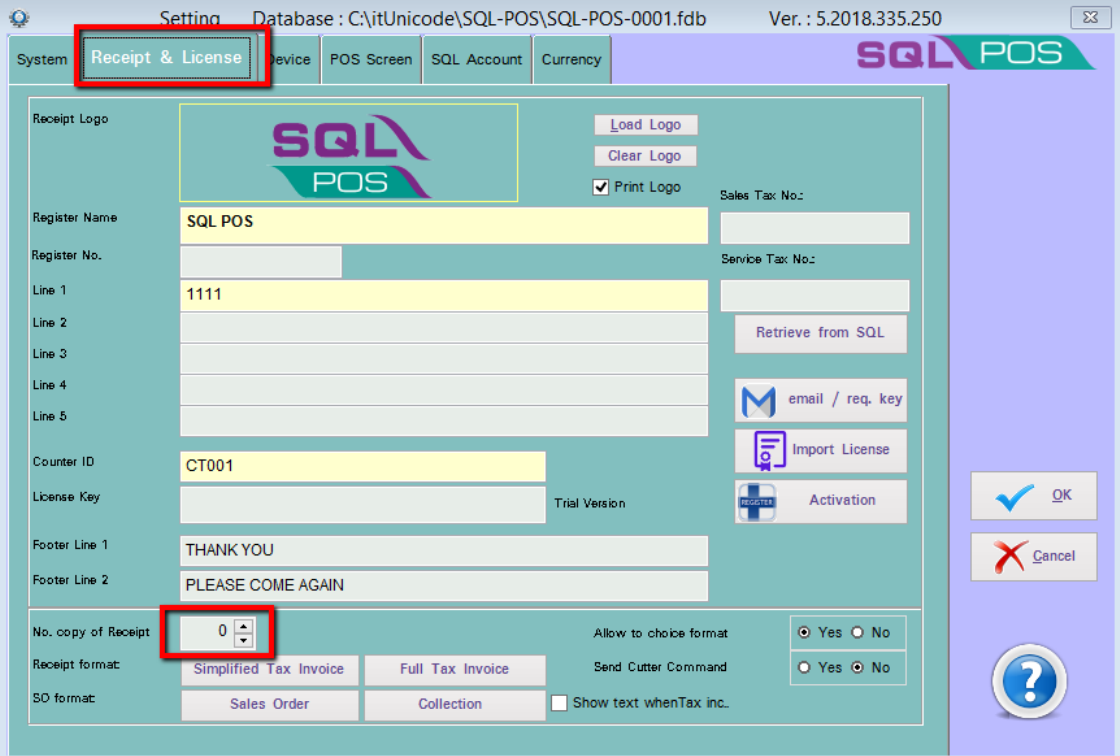 Setting Database : C:\itUnicode\SQL-POS\SQL-POS-0001.fdb Ver. : 5.2018.335.250
System Receipt & License Device POS Screen SQL Account Currency
SQL POS
Receipt Logo
SQL
POS
Load Logo
Clear Logo
Print Logo
Sales Tax No.:
Register Name SQL POS
Register No.
Service Tax No.:
Line 1 1111
Line 2
Retrieve from SQL
Line 3
Line 4
email / req. key
Line 5
Import License
Counter ID CT001
License Key Trial Version
Activation
REGISTER
OK
Footer Line 1 THANK YOU
Cancel
Footer Line 2 PLEASE COME AGAIN
No. copy of Receipt 0 Allow to choice format Yes No
Receipt format: Simplified Tax Invoice Full Tax Invoice Send Cutter Command Yes No
SO format: Sales Order Collection Show text whenTax inc..